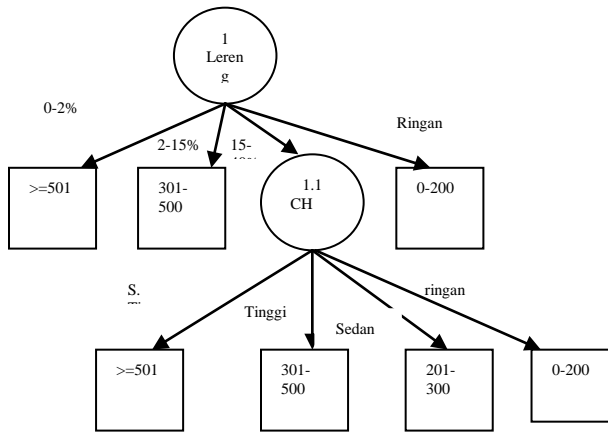 1
Leren
g
0-2%
2-15%
15-
Ringan
>=501
301-
500
1.1
CH
0-200
S.
Tinggi
Sedan
ringan
>=501
301-
500
201-
300
0-200